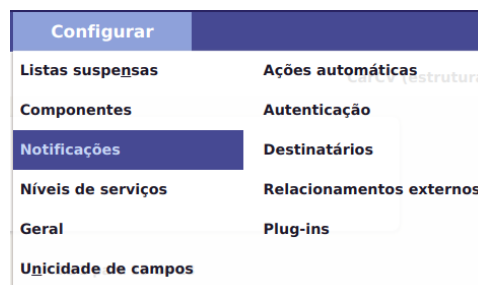 Configurar
Listas suspensas
Ações automáticas
Componentes
Autenticação
Notificações
Destinatários
Níveis de serviços
Relacionamentos externos
Geral
Plug-ins
Unicidade de campos